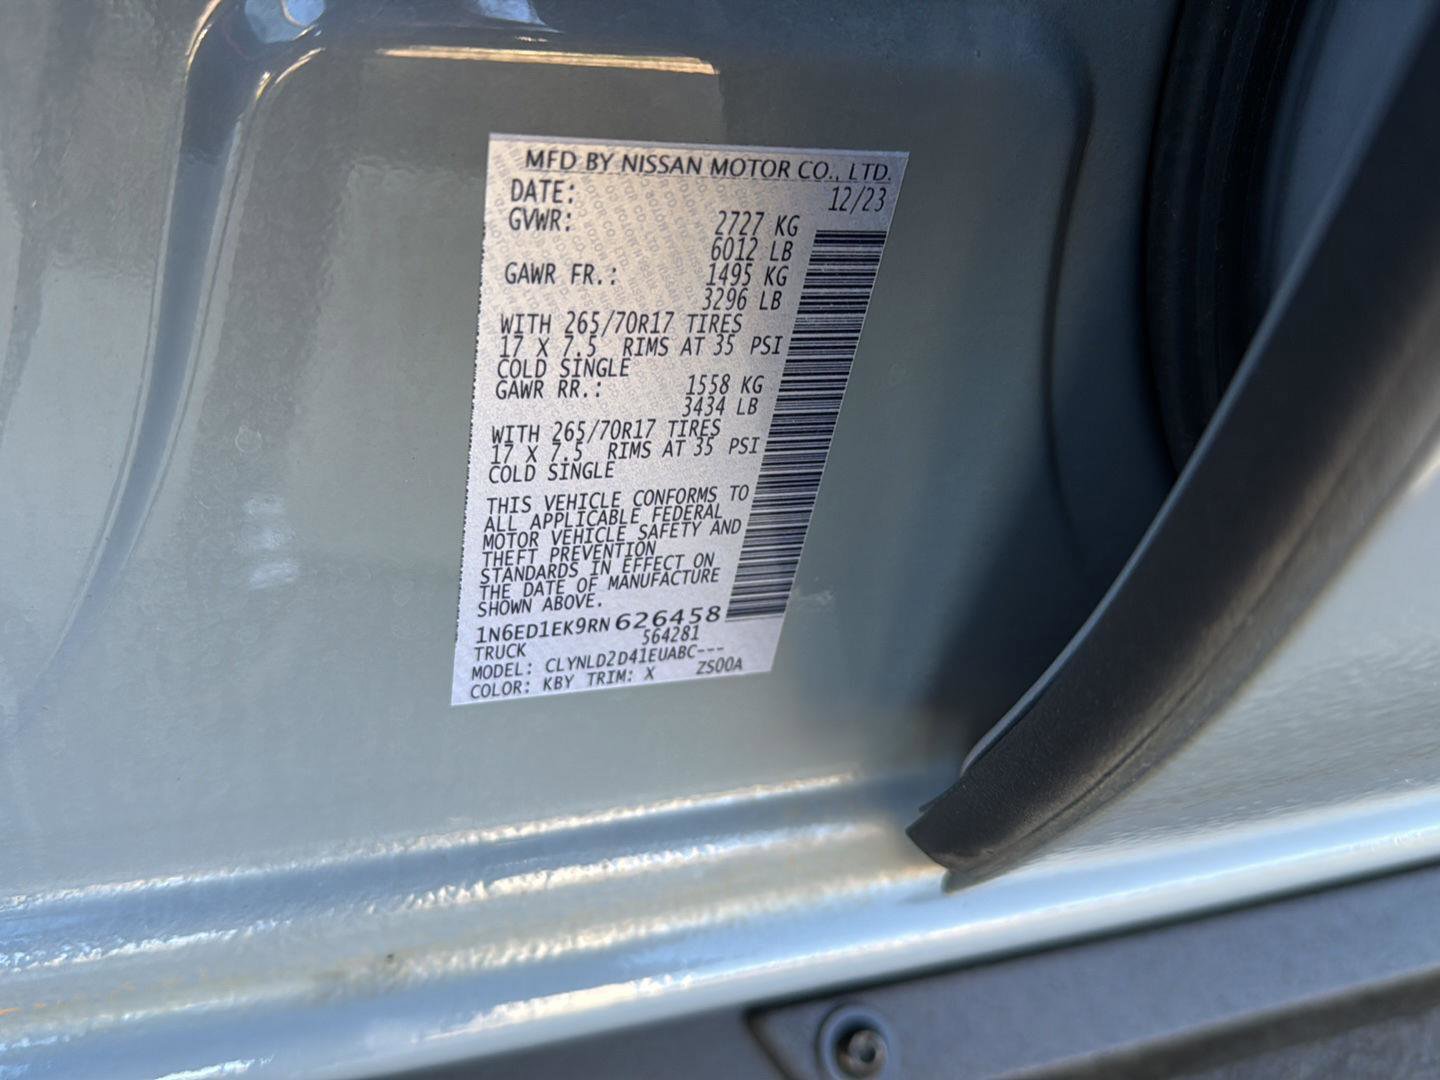 MFD BY NISSAN MOTOR CO., LTD.
DATE: 12/23
GVWR: 2727 KG
6012 LB
GAWR FR.: 1495 KG
3296 LB
WITH 265/70R17 TIRES
17 X 7.5 RIMS AT 35 PSI
COLD SINGLE
GAWR RR.: 1558 KG
3434 LB
WITH 265/70R17 TIRES
17 X 7.5 RIMS AT 35 PSI
COLD SINGLE
THIS VEHICLE CONFORMS TO
ALL APPLICABLE FEDERAL
MOTOR VEHICLE SAFETY AND
THEFT PREVENTION
STANDARDS IN EFFECT ON
THE DATE OF MANUFACTURE
SHOWN ABOVE.
1N6ED1EK9RN626458
TRUCK 564281
MODEL: CLYNLD2D41EUABC---
COLOR: KBY TRIM: X ZS00A